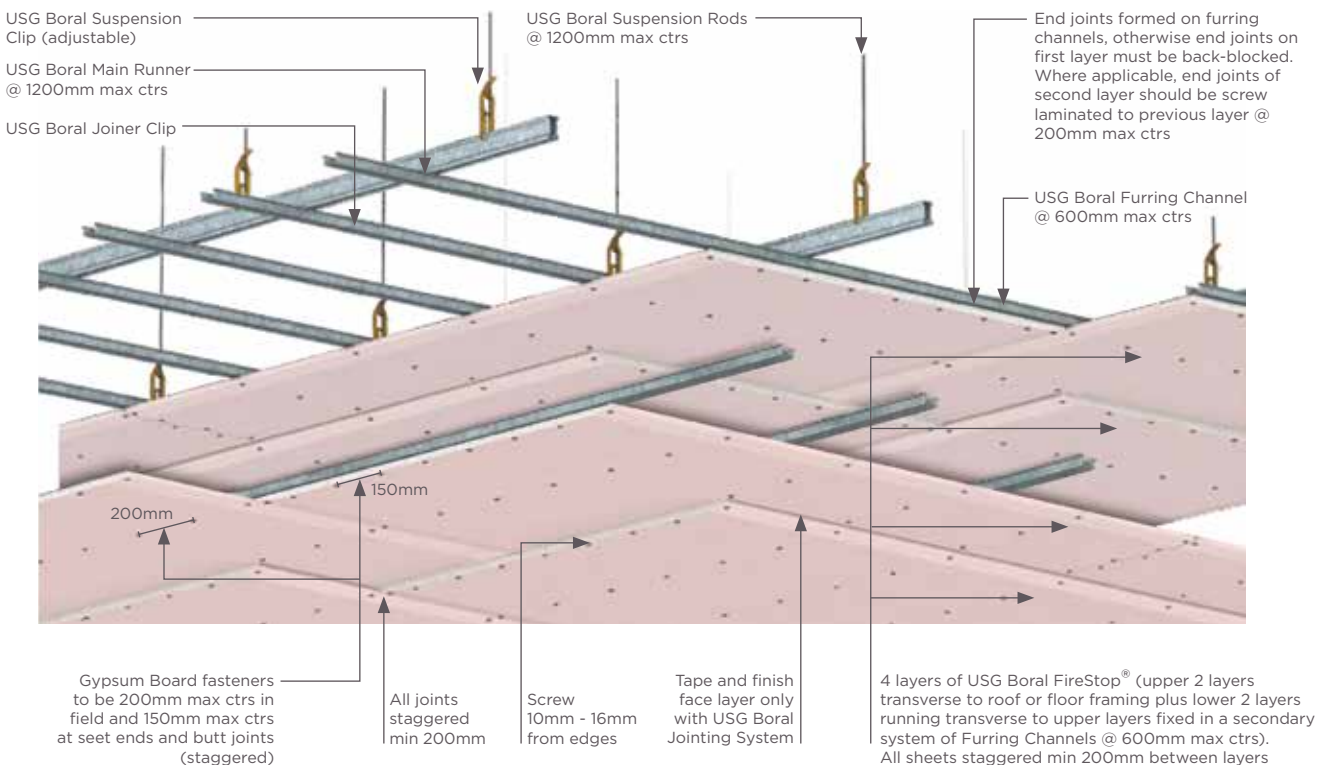 USG Boral Suspension
Clip (adjustable)
USG Boral Main Runner
@ 1200mm max ctrs
USG Boral Joiner Clip
USG Boral Suspension Rods
@ 1200mm max ctrs
End joints formed on furring
channels, otherwise end joints on
first layer must be back-blocked.
Where applicable, end joints of
second layer should be screw
laminated to previous layer @
200mm max ctrs
USG Boral Furring Channel
@ 600mm max ctrs
150mm
200mm
Gypsum Board fasteners
to be 200mm max ctrs in
field and 150mm max ctrs
at seet ends and butt joints
(staggered)
All joints
staggered
min 200mm
Screw
10mm - 16mm
from edges
Tape and finish
face layer only
with USG Boral
Jointing System
4 layers of USG Boral FireStop® (upper 2 layers
transverse to roof or floor framing plus lower 2 layers
running transverse to upper layers fixed in a secondary
system of Furring Channels @ 600mm max ctrs).
All sheets staggered min 200mm between layers